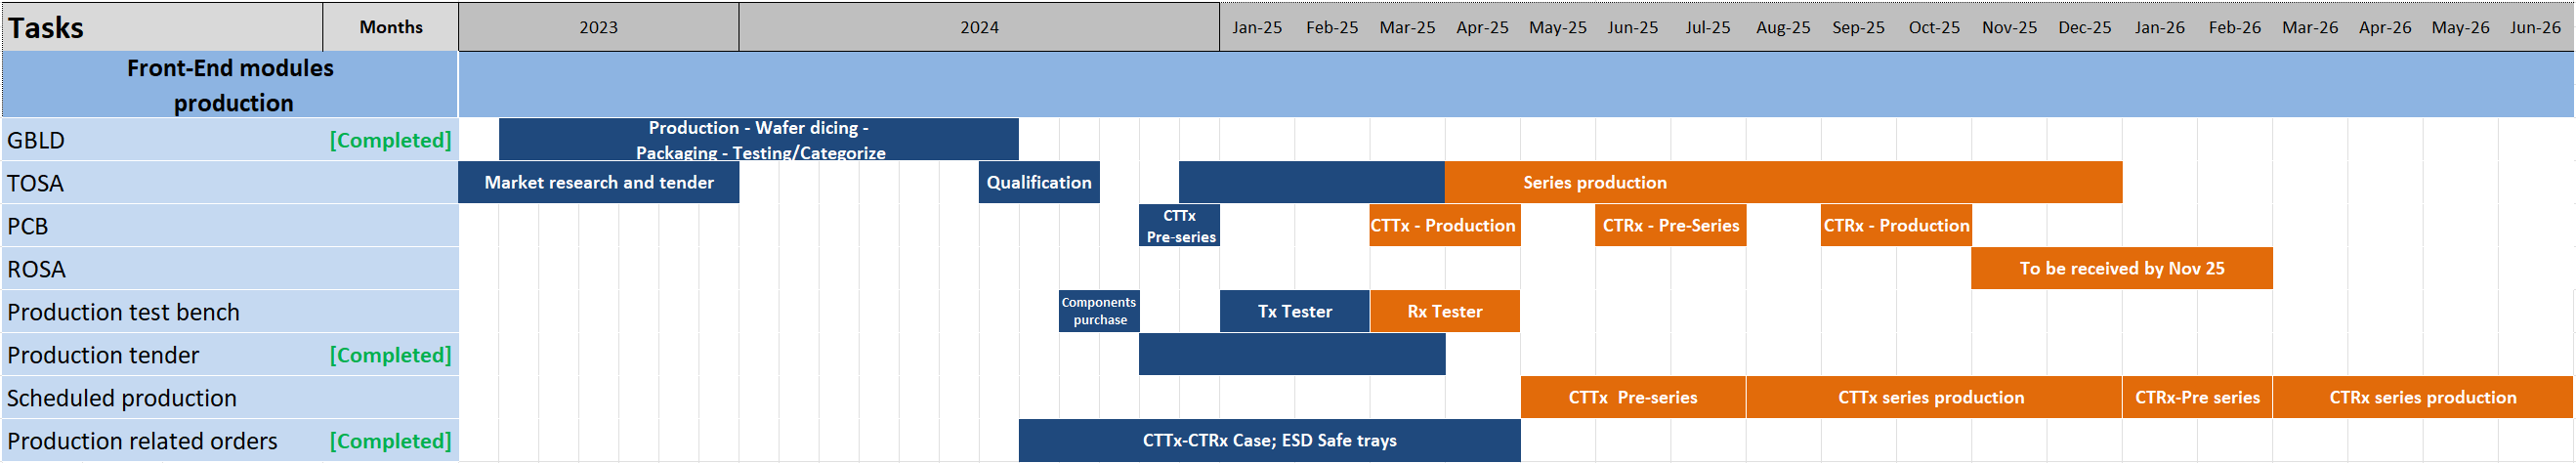 Tasks Months 2023 2024 Jan-25 Feb-25 Mar-25 Apr-25 May-25 Jun-25 Jul-25 Aug-25 Sep-25 Oct-25 Nov-25 Dec-25 Jan-26 Feb-26 Mar-26 Apr-26 May-26 Jun-26
Front-End modules
production
GBLD [Completed]
Production - Wafer dicing -
Packaging - Testing/Categorize
TOSA Market research and tender Qualification Series production
PCB
CTTx
Pre-series
CTTx - Production CTRx - Pre-Series CTRx - Production
ROSA To be received by Nov 25
Production test bench
Components
purchase
Tx Tester Rx Tester
Production tender [Completed]
Scheduled production CTTx Pre-series CTTx series production CTRx-Pre series CTRx series production
Production related orders [Completed] CTTx-CTRx Case; ESD Safe trays